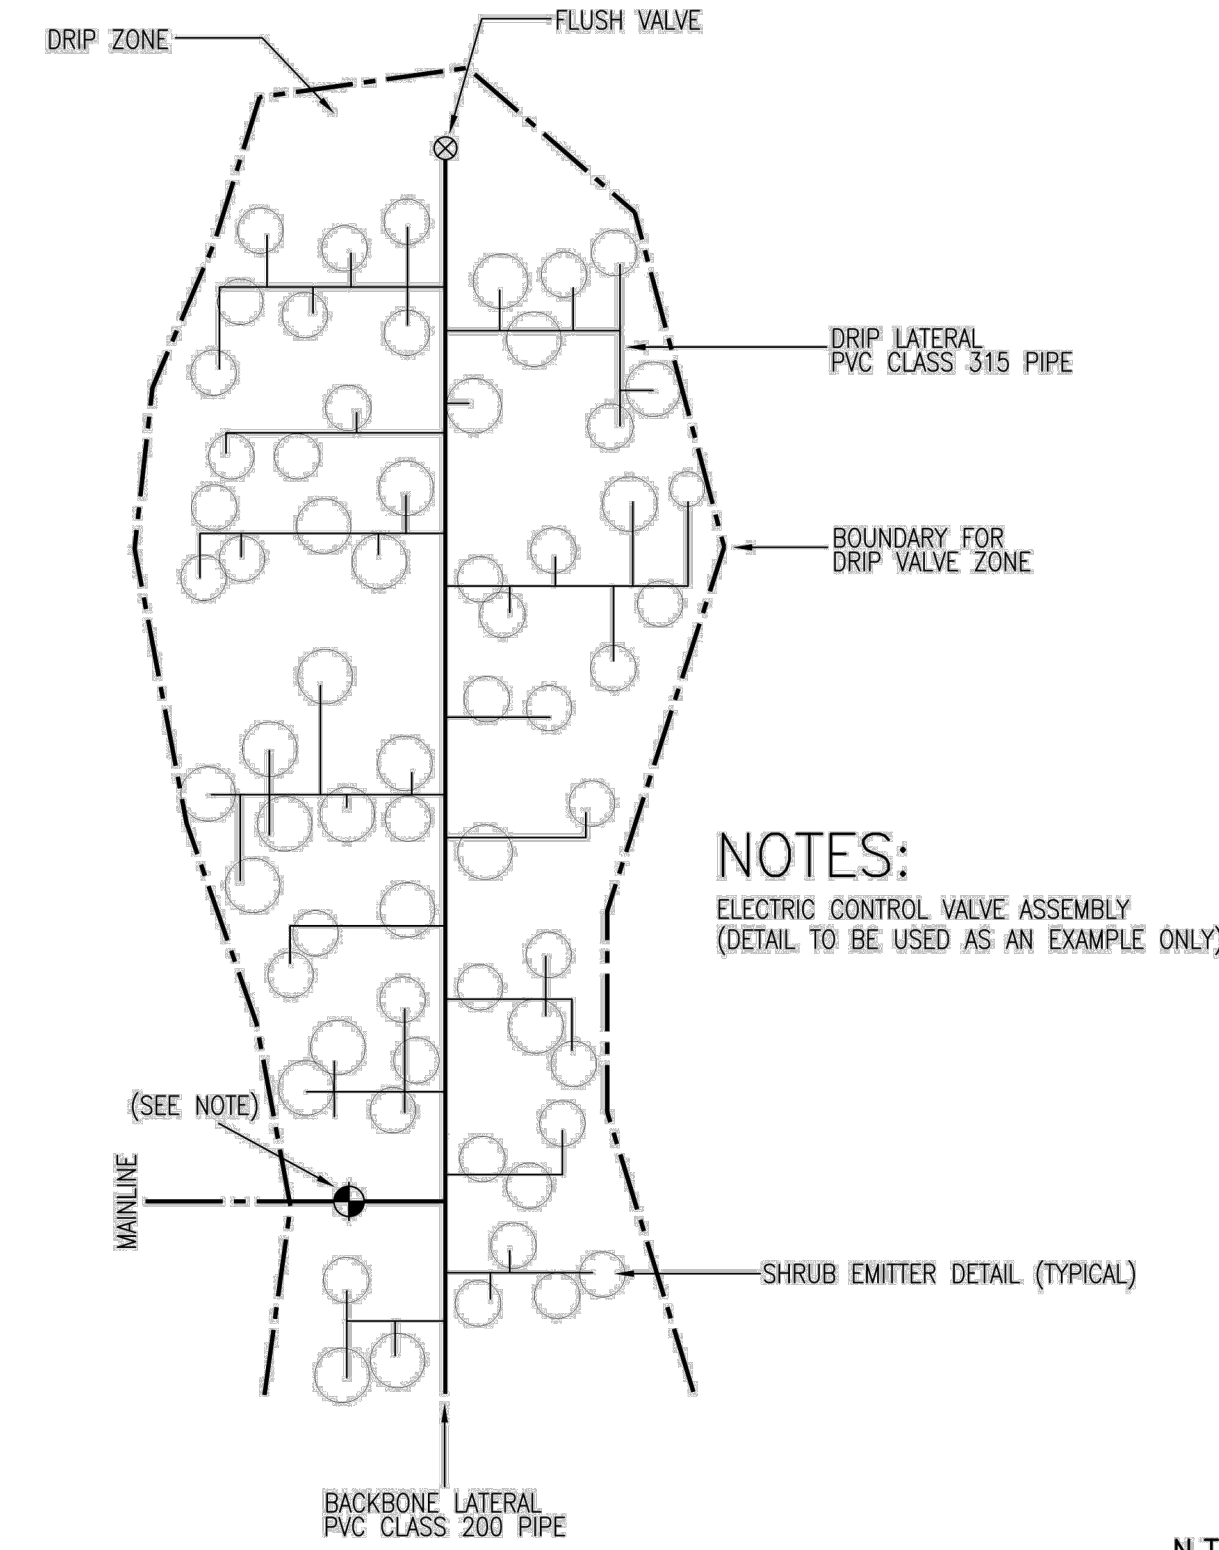 FLUSH VALVE
DRIP ZONE
DRIP LATERAL
PVC CLASS 315 PIPE
BOUNDARY FOR
DRIP VALVE ZONE
NOTES:
ELECTRIC CONTROL VALVE ASSEMBLY
(DETAIL TO BE USED AS AN EXAMPLE ONLY)
(SEE NOTE)
MAINLINE
SHRUB EMITTER DETAIL (TYPICAL)
BACKBONE LATERAL
PVC CLASS 200 PIPE